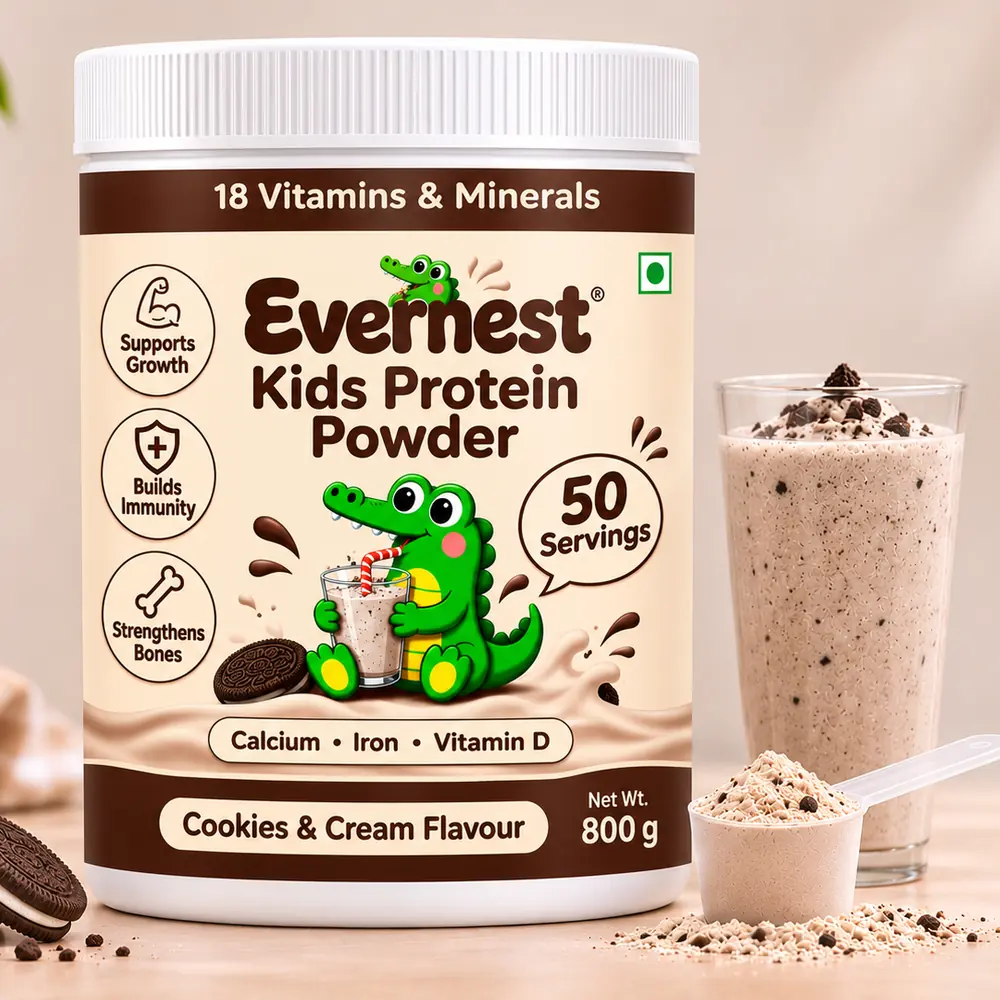 18 Vitamins & Minerals
Evernest®
Kids Protein
Powder
Supports
Growth
Builds
Immunity
Strengthens
Bones
50
Servings
Calcium • Iron • Vitamin D
Cookies & Cream Flavour
Net Wt.
800 g